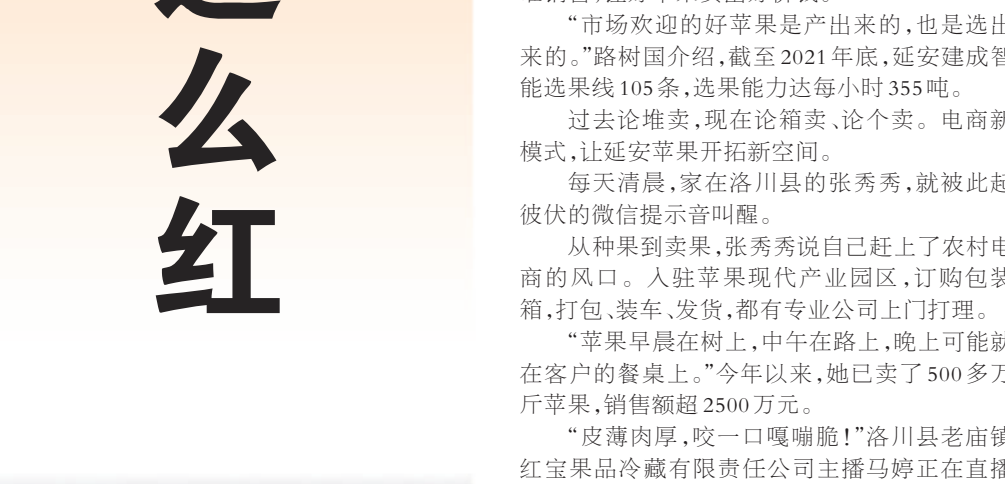 么
红
“市场欢迎的好苹果是产出来的，也是选出
来的。”路树国介绍，截至2021年底，延安建成智
能选果线105条，选果能力达每小时355吨。
过去论堆卖，现在论箱卖、论个卖。电商新
模式，让延安苹果开拓新空间。
每天清晨，家在洛川县的张秀秀，就被此起
彼伏的微信提示音叫醒。
从种果到卖果，张秀秀说自己赶上了农村电
商的风口。入驻苹果现代产业园区，订购包装
箱，打包、装车、发货，都有专业公司上门打理。
“苹果早晨在树上，中午在路上，晚上可能就
在客户的餐桌上。”今年以来，她已卖了500多万
斤苹果，销售额超2500万元。
“皮薄肉厚，咬一口嘎嘣脆！”洛川县老庙镇
红宝果品冷藏有限责任公司主播马婷正在直播